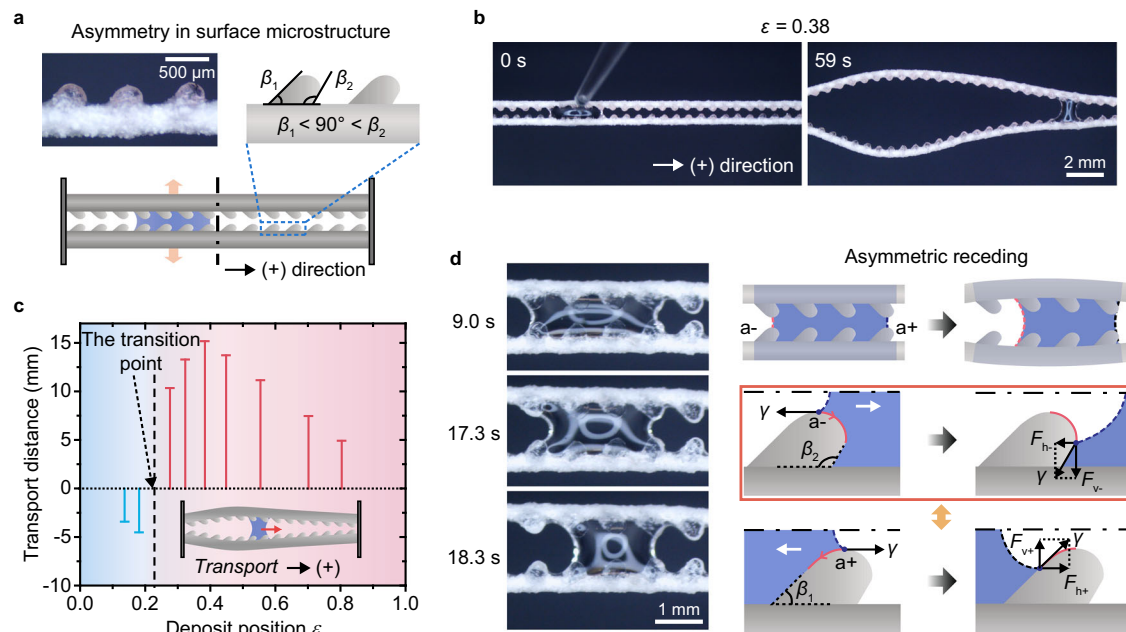 a
Asymmetry in surface microstructure
500 μm
β1
β2
β1 < 90° < β2
(+) direction
b
ε = 0.38
0 s
(+) direction
59 s
2 mm
c
Transport distance (mm)
15
10
5
0
-5
-10
The transition
point
Transport (+)
0.0 0.2 0.4 0.6 0.8 1.0
Deposit position ε
d
9.0 s
17.3 s
18.3 s
1 mm
Asymmetric receding
a- a+
γ
a-
β2
Fh-
γ
Fv-
a+
γ
β1
Fv+
γ
Fh+